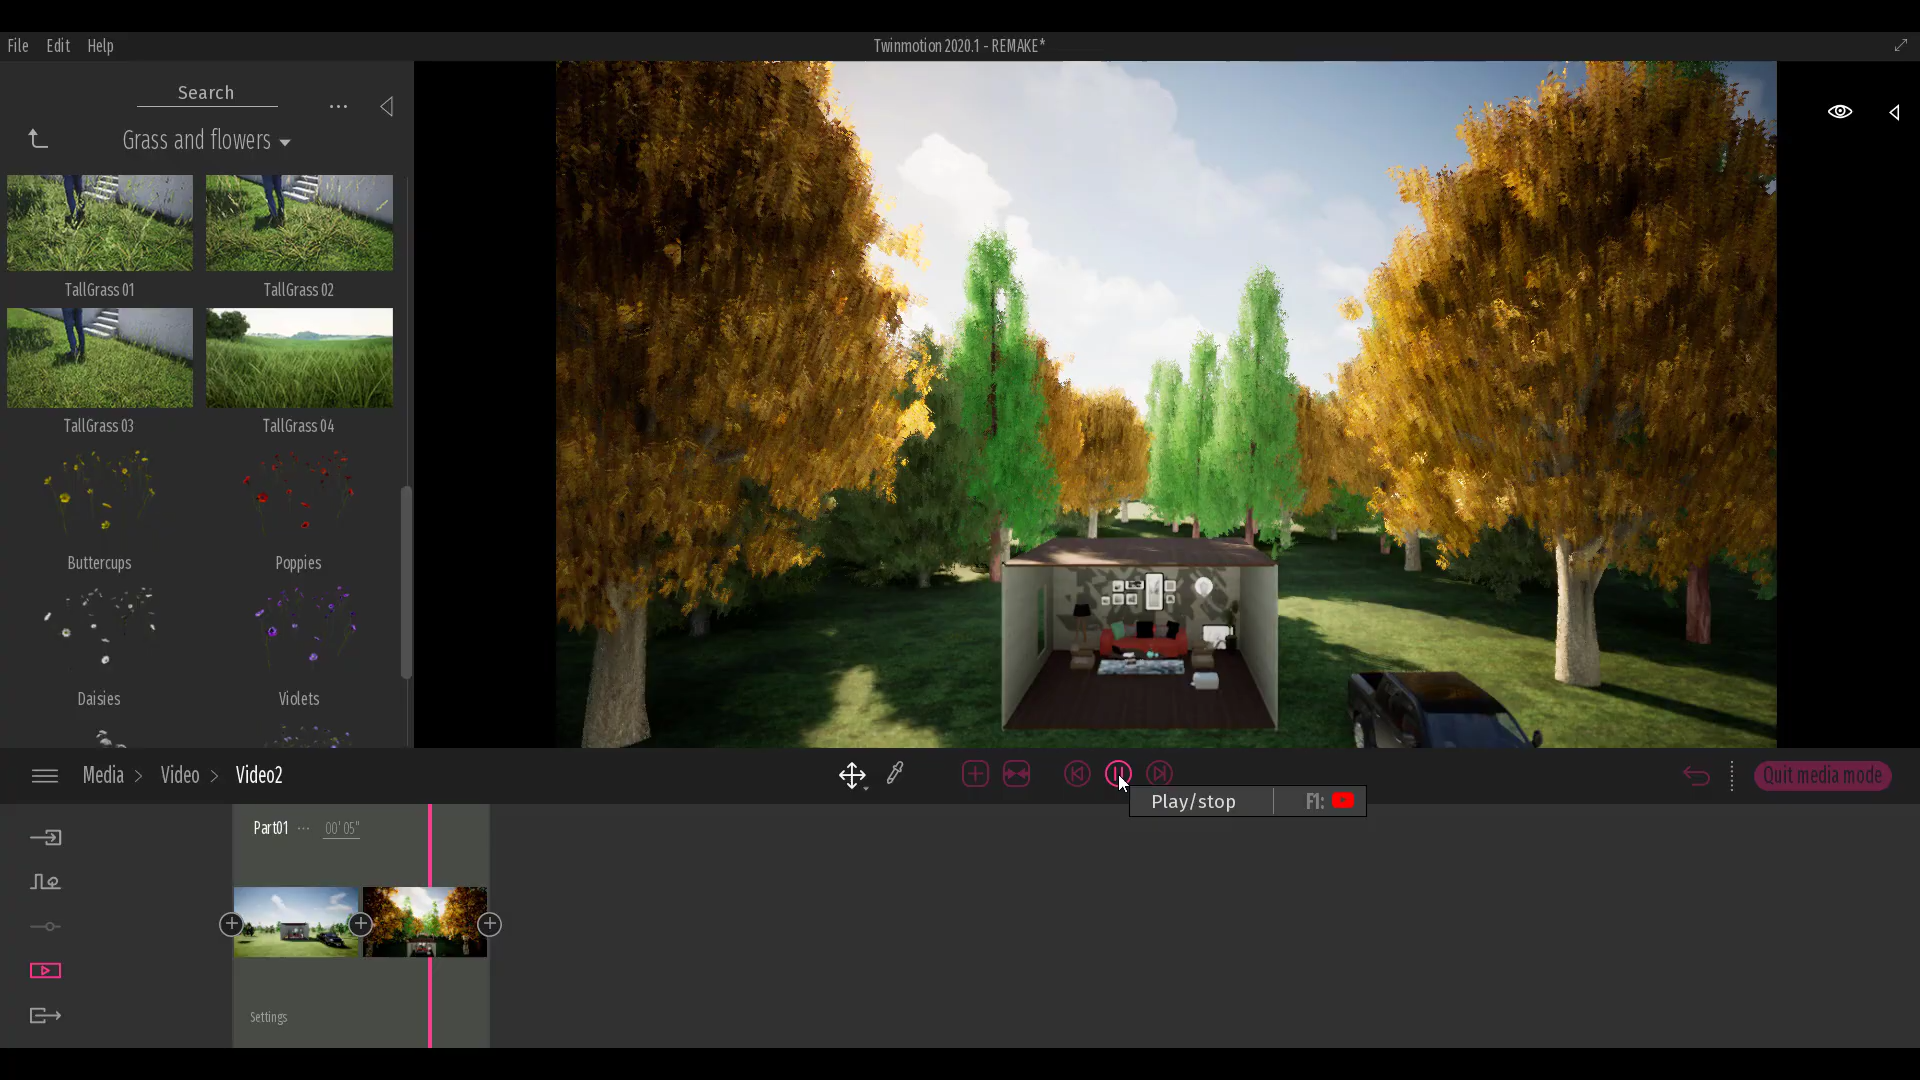 File Edit Help
Twinmotion 2020.1 - REMAKE*
Search
Grass and flowers
TallGrass 01
TallGrass 02
TallGrass 03
TallGrass 04
Buttercups
Poppies
Daisies
Violets
Media > Video > Video2
Quit media mode
Play/stop
F1:
Part01 ... 00' 05"
Settings